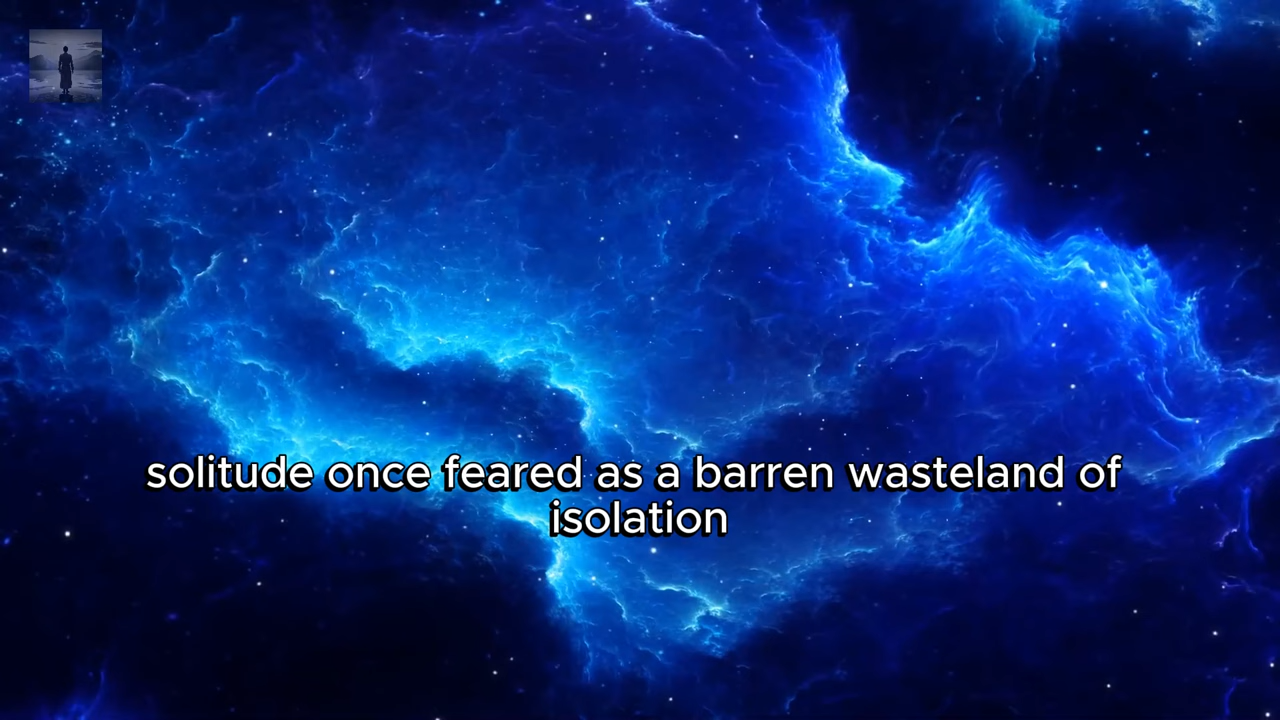 solitude once feared as a barren wasteland of
isolation